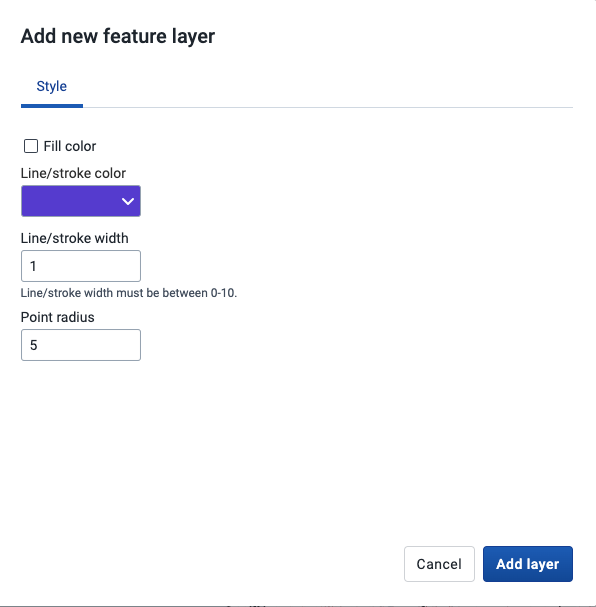 Add new feature layer
Style
Fill color
Line/stroke color
Line/stroke width
1
Line/stroke width must be between 0-10.
Point radius
5
Cancel
Add layer